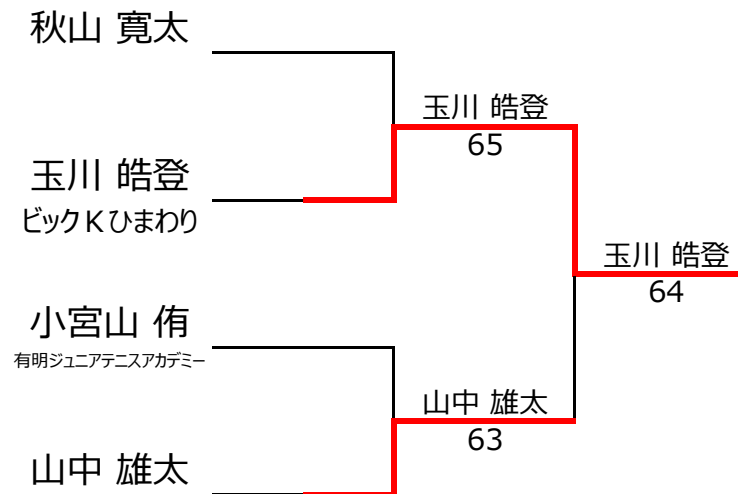 秋山 寛太
玉川 皓登
65
玉川 皓登
ビックKひまわり
玉川 皓登
64
小宮山 侑
有明ジュニアテニスアカデミー
山中 雄太
63
山中 雄太